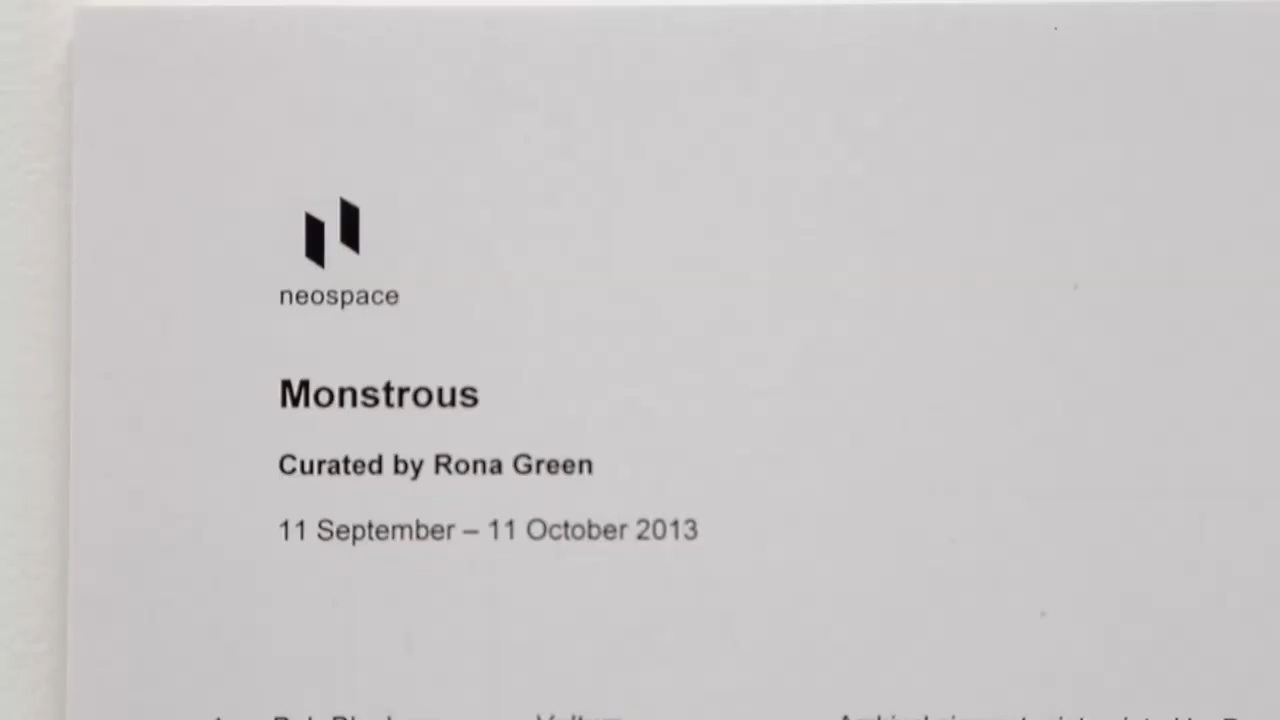 neospace
Monstrous
Curated by Rona Green
11 September – 11 October 2013